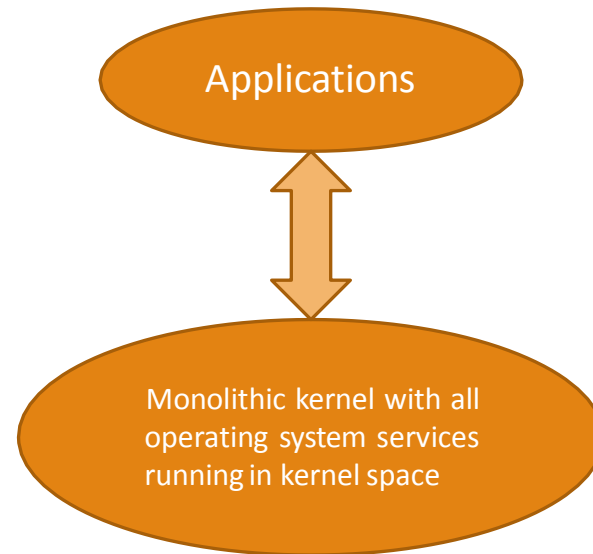 Applications
Monolithic kernel with all
operating system services
running in kernel space